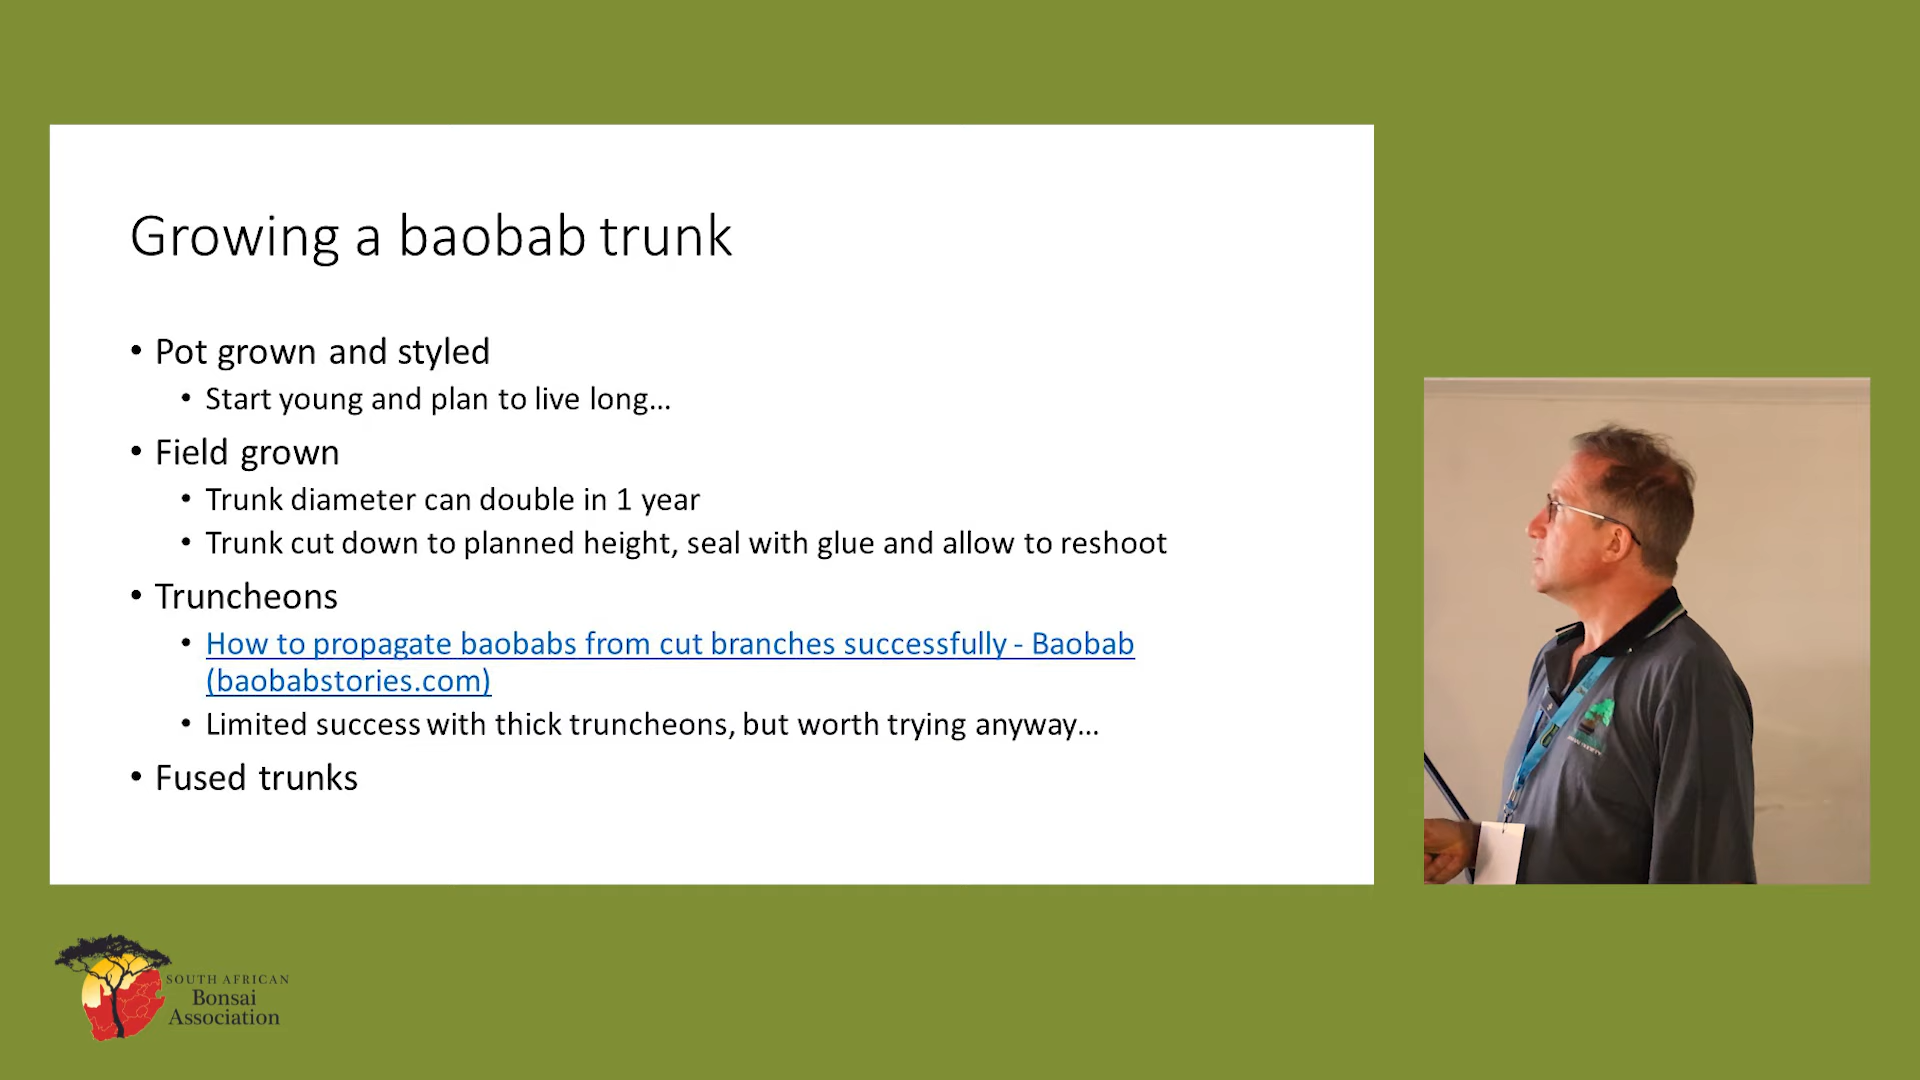 Growing a baobab trunk
• Pot grown and styled
• Start young and plan to live long…
• Field grown
• Trunk diameter can double in 1 year
• Trunk cut down to planned height, seal with glue and allow to reshoot
• Truncheons
• How to propagate baobabs from cut branches successfully - Baobab
(baobabstories.com)
• Limited success with thick truncheons, but worth trying anyway…
• Fused trunks
SOUTH AFRICAN
Bonsai
Association